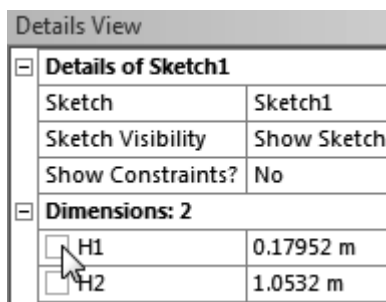 Details View
Details of Sketch1
Sketch Sketch1
Sketch Visibility Show Sketch
Show Constraints? No
Dimensions: 2
H1 0.17952 m
H2 1.0532 m